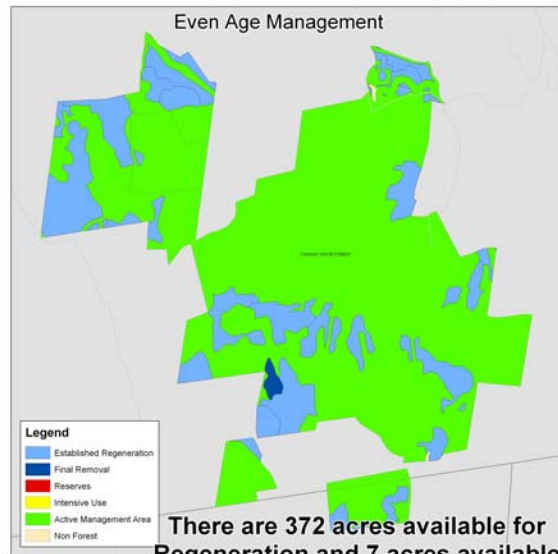 Even Age Management
Legend
Established Regeneration
Final Removal
Reserves
Intensive Use
Active Management Area
Non Forest
There are 372 acres available for
Regeneration and 7 acres available